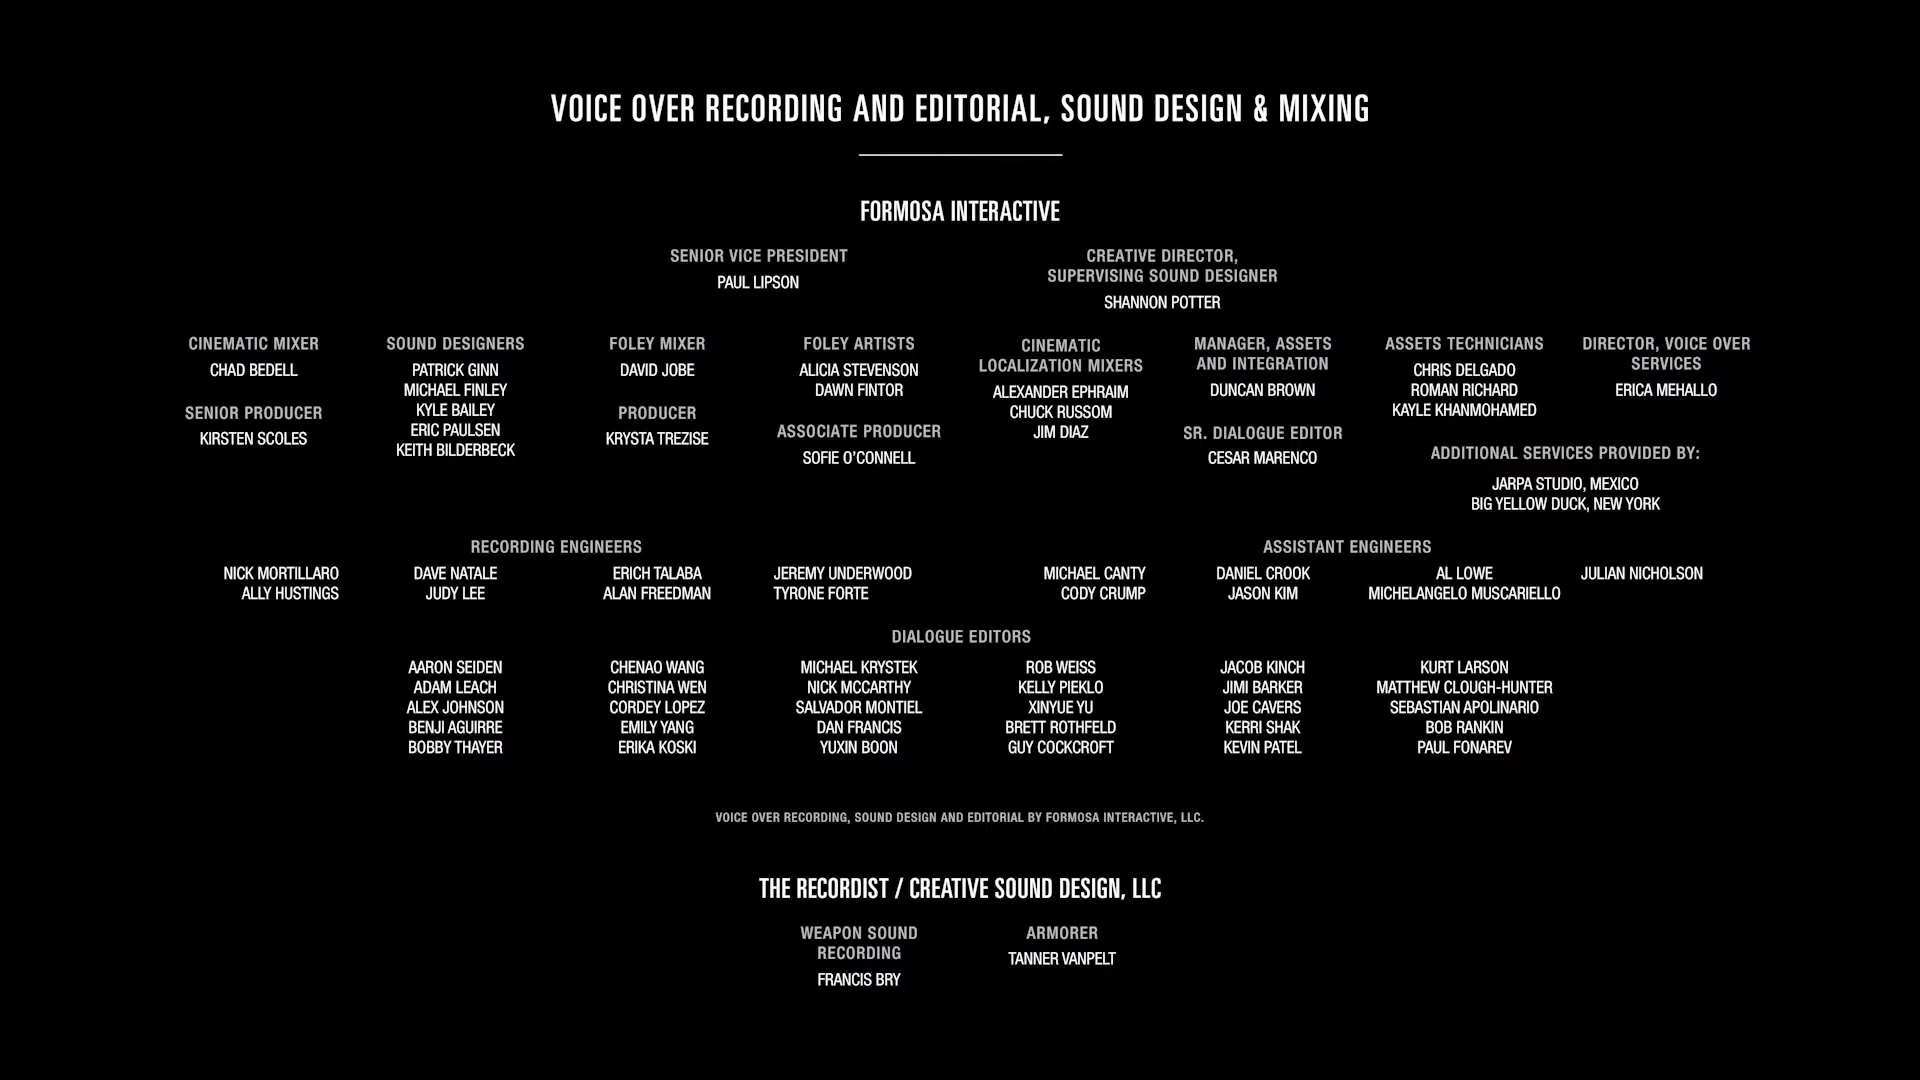 VOICE OVER RECORDING AND EDITORIAL, SOUND DESIGN & MIXING
FORMOSA INTERACTIVE
SENIOR VICE PRESIDENT
PAUL LIPSON
CREATIVE DIRECTOR,
SUPERVISING SOUND DESIGNER
SHANNON POTTER
CINEMATIC MIXER
CHAD BEDELL
SENIOR PRODUCER
KIRSTEN SCOLES
SOUND DESIGNERS
PATRICK GINN
MICHAEL FINLEY
KYLE BAILEY
ERIC PAULSEN
KEITH BILDERBECK
FOLEY MIXER
DAVID JOBE
PRODUCER
KRYSTA TREZISE
FOLEY ARTISTS
ALICIA STEVENSON
DAWN FINTOR
ASSOCIATE PRODUCER
SOFIE O'CONNELL
CINEMATIC
LOCALIZATION MIXERS
ALEXANDER EPHRAIM
CHUCK RUSSOM
JIM DIAZ
MANAGER, ASSETS
AND INTEGRATION
DUNCAN BROWN
SR. DIALOGUE EDITOR
CESAR MARENCO
ASSETS TECHNICIANS
CHRIS DELGADO
ROMAN RICHARD
KAYLE KHANMOHAMED
DIRECTOR, VOICE OVER
SERVICES
ERICA MEHALLO
ADDITIONAL SERVICES PROVIDED BY:
JARPA STUDIO, MEXICO
BIG YELLOW DUCK, NEW YORK
RECORDING ENGINEERS
NICK MORTILLARO
ALLY HUSTINGS
DAVE NATALE
JUDY LEE
ERICH TALABA
ALAN FREEDMAN
JEREMY UNDERWOOD
TYRONE FORTE
ASSISTANT ENGINEERS
MICHAEL CANTY
CODY CRUMP
DANIEL CROOK
JASON KIM
AL LOWE
MICHELANGELO MUSCARIELLO
JULIAN NICHOLSON
DIALOGUE EDITORS
AARON SEIDEN
ADAM LEACH
ALEX JOHNSON
BENJI AGUIRRE
BOBBY THAYER
CHENAO WANG
CHRISTINA WEN
CORDEY LOPEZ
EMILY YANG
ERIKA KOSKI
MICHAEL KRYSTEK
NICK MCCARTHY
SALVADOR MONTIEL
DAN FRANCIS
YUXIN BOON
ROB WEISS
KELLY PIEKLO
XINYUE YU
BRETT ROTHFELD
GUY COCKCROFT
JACOB KINCH
JIMI BARKER
JOE CAVERS
KERRI SHAK
KEVIN PATEL
KURT LARSON
MATTHEW CLOUGH-HUNTER
SEBASTIAN APOLINARIO
BOB RANKIN
PAUL FONAREV
VOICE OVER RECORDING, SOUND DESIGN AND EDITORIAL BY FORMOSA INTERACTIVE, LLC.
THE RECORDIST / CREATIVE SOUND DESIGN, LLC
WEAPON SOUND
RECORDING
FRANCIS BRY
ARMORER
TANNER VANPELT